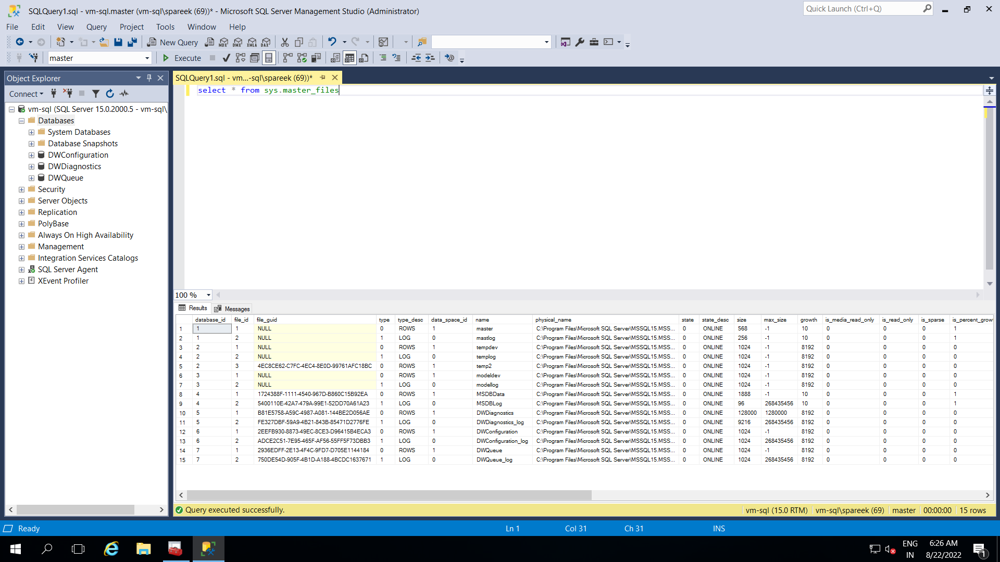 SQLQuery1.sql - vm-sql.master (vm-sql\spareek (69))* - Microsoft SQL Server Management Studio (Administrator)
Quick Launch (Ctrl+Q)
File Edit View Query Project Tools Window Help
New Query MDX DMX XMLA DAX
master Execute
Object Explorer
SQLQuery1.sql - vm...-sql\spareek (69))*
Connect
select * from sys.master_files
vm-sql (SQL Server 15.0.2000.5 - vm-sql\
Databases
System Databases
Database Snapshots
DWConfiguration
DWDiagnostics
DWQueue
Security
Server Objects
Replication
PolyBase
Always On High Availability
Management
Integration Services Catalogs
SQL Server Agent
XEvent Profiler
100 %
Results Messages
database_id file_id file_guid type type_desc data_space_id name physical_name state state_desc size max_size growth is_media_read_only is_read_only is_sparse is_percent_grow
1 1 1 NULL 0 ROWS 1 master C:\Program Files\Microsoft SQL Server\MSSQL15.MSS... 0 ONLINE 568 -1 10 0 0 0 1
2 1 2 NULL 1 LOG 0 mastlog C:\Program Files\Microsoft SQL Server\MSSQL15.MSS... 0 ONLINE 256 -1 10 0 0 0 1
3 2 1 NULL 0 ROWS 1 tempdev C:\Program Files\Microsoft SQL Server\MSSQL15.MSS... 0 ONLINE 1024 -1 8192 0 0 0 0
4 2 2 NULL 1 LOG 0 templog C:\Program Files\Microsoft SQL Server\MSSQL15.MSS... 0 ONLINE 1024 -1 8192 0 0 0 0
5 2 3 4EC8CE62-C7FC-4EC4-8E0D-99761AFC18BC 0 ROWS 1 temp2 C:\Program Files\Microsoft SQL Server\MSSQL15.MSS... 0 ONLINE 1024 -1 8192 0 0 0 0
6 3 1 NULL 0 ROWS 1 modeldev C:\Program Files\Microsoft SQL Server\MSSQL15.MSS... 0 ONLINE 1024 -1 8192 0 0 0 0
7 3 2 NULL 1 LOG 0 modellog C:\Program Files\Microsoft SQL Server\MSSQL15.MSS... 0 ONLINE 1024 -1 8192 0 0 0 0
8 4 1 1724388F-1111-4540-967D-B860C15B92EA 0 ROWS 1 MSDBData C:\Program Files\Microsoft SQL Server\MSSQL15.MSS... 0 ONLINE 1888 -1 10 0 0 0 1
9 4 2 5400110E-42A7-479A-99E1-52DD70A61A23 1 LOG 0 MSDBLog C:\Program Files\Microsoft SQL Server\MSSQL15.MSS... 0 ONLINE 96 268435456 10 0 0 0 1
10 5 1 B81E5758-A59C-4987-A081-144BE2D056AE 0 ROWS 1 DWDiagnostics C:\Program Files\Microsoft SQL Server\MSSQL15.MSS... 0 ONLINE 128000 1280000 8192 0 0 0 0
11 5 2 FE327DBF-59A9-4B21-843B-85471D2776FE 1 LOG 0 DWDiagnostics_log C:\Program Files\Microsoft SQL Server\MSSQL15.MSS... 0 ONLINE 9216 268435456 8192 0 0 0 0
12 6 1 2EEFB930-8873-49EC-8CE3-D96415B4ECA3 0 ROWS 1 DWConfiguration C:\Program Files\Microsoft SQL Server\MSSQL15.MSS... 0 ONLINE 1024 -1 8192 0 0 0 0
13 6 2 ADCE2C51-7E95-465F-AF56-55FF5F73DBB3 1 LOG 0 DWConfiguration_log C:\Program Files\Microsoft SQL Server\MSSQL15.MSS... 0 ONLINE 1024 268435456 8192 0 0 0 0
14 7 1 2936EDFF-2E13-4F4C-9FD7-D705E1144184 0 ROWS 1 DWQueue C:\Program Files\Microsoft SQL Server\MSSQL15.MSS... 0 ONLINE 1024 -1 8192 0 0 0 0
15 7 2 750DE54D-905F-4B1D-A188-4BCDC1637671 1 LOG 0 DWQueue_log C:\Program Files\Microsoft SQL Server\MSSQL15.MSS... 0 ONLINE 1024 268435456 8192 0 0 0 0
Query executed successfully. vm-sql (15.0 RTM) vm-sql\spareek (69) master 00:00:00 15 rows
Ready Ln 1 Col 31 Ch 31 INS
ENG 6:26 AM
IN 8/22/2022 1